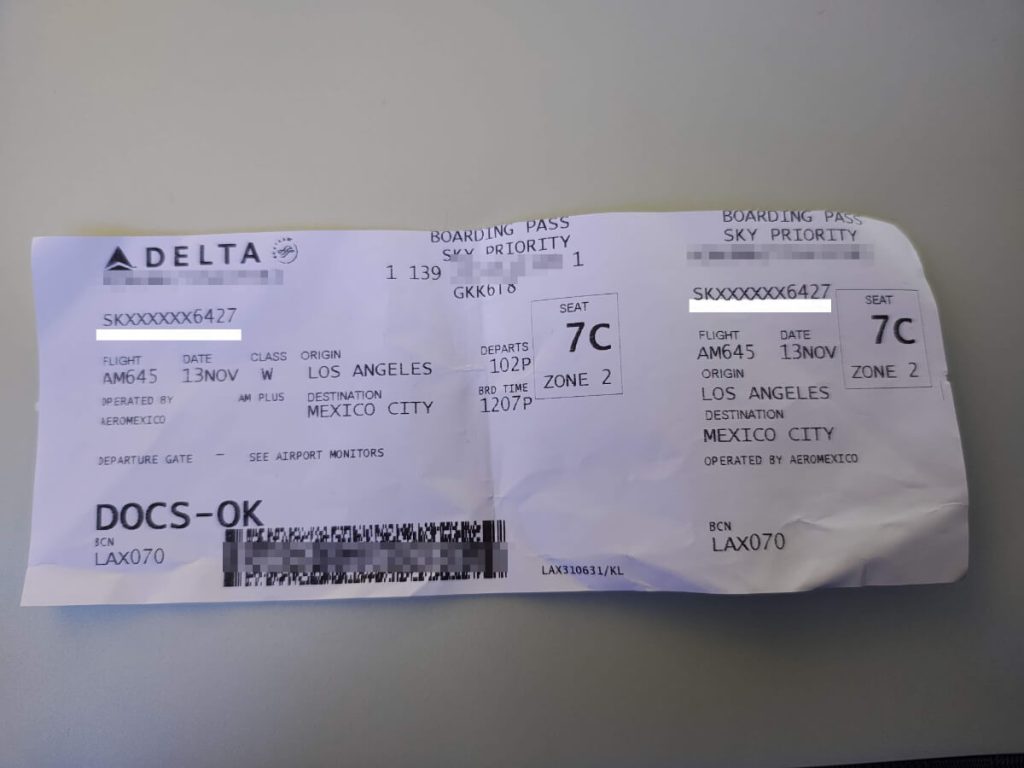 DELTA
BOARDING PASS
SKY PRIORITY
1 139
1
GKK618
SKXXXXXX6427
FLIGHT DATE CLASS ORIGIN
AM645 13NOV W LOS ANGELES
OPERATED BY AM PLUS DESTINATION
AEROMEXICO MEXICO CITY
DEPARTS
102P
BRD TIME
1207P
SEAT
7C
ZONE 2
DEPARTURE GATE - SEE AIRPORT MONITORS
DOCS-OK
BCN
LAX070
LAX310631/KL
BOARDING PASS
SKY PRIORITY
SKXXXXXX6427
FLIGHT DATE
AM645 13NOV
ORIGIN
LOS ANGELES
DESTINATION
MEXICO CITY
OPERATED BY AEROMEXICO
SEAT
7C
ZONE 2
BCN
LAX070